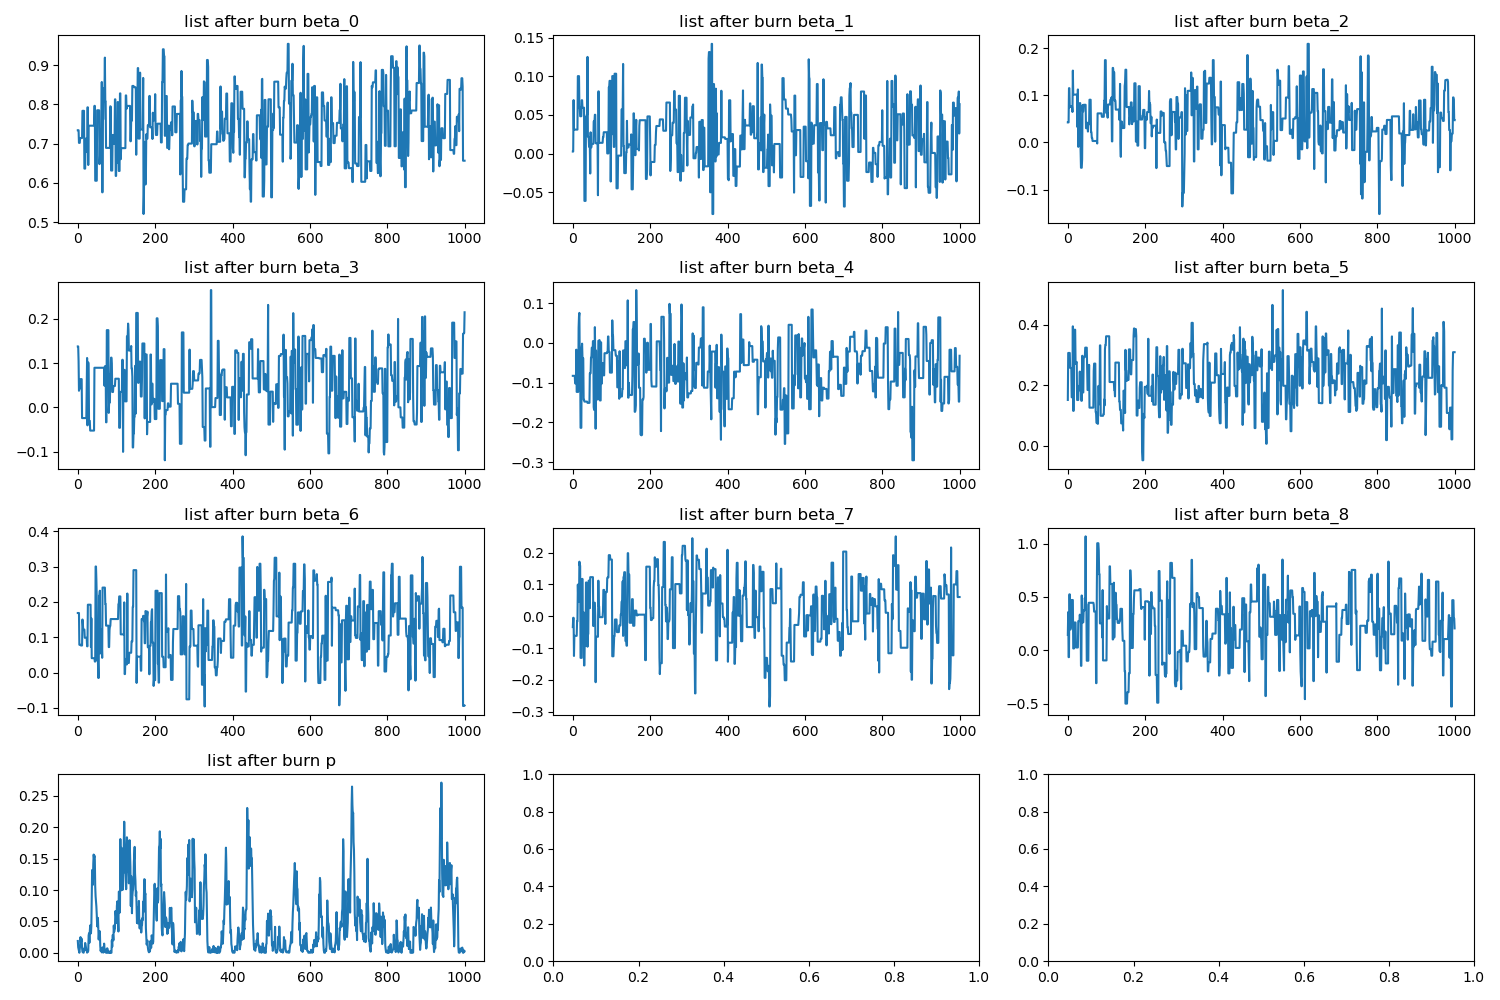 list after burn beta_0
list after burn beta_1
list after burn beta_2
0.9
0.8
0.7
0.6
0.5
0 200 400 600 800 1000
0.15
0.10
0.05
0.00
−0.05
0 200 400 600 800 1000
0.2
0.1
0.0
−0.1
0 200 400 600 800 1000
list after burn beta_3
list after burn beta_4
list after burn beta_5
0.2
0.1
0.0
−0.1
0 200 400 600 800 1000
0.1
0.0
−0.1
−0.2
−0.3
0 200 400 600 800 1000
0.4
0.2
0.0
0 200 400 600 800 1000
list after burn beta_6
list after burn beta_7
list after burn beta_8
0.4
0.3
0.2
0.1
0.0
−0.1
0 200 400 600 800 1000
0.2
0.1
0.0
−0.1
−0.2
−0.3
0 200 400 600 800 1000
1.0
0.5
0.0
−0.5
0 200 400 600 800 1000
list after burn p
0.25
0.20
0.15
0.10
0.05
0.00
0 200 400 600 800 1000
1.0
0.8
0.6
0.4
0.2
0.0
0.0 0.2 0.4 0.6 0.8 1.0
1.0
0.8
0.6
0.4
0.2
0.0
0.0 0.2 0.4 0.6 0.8 1.0